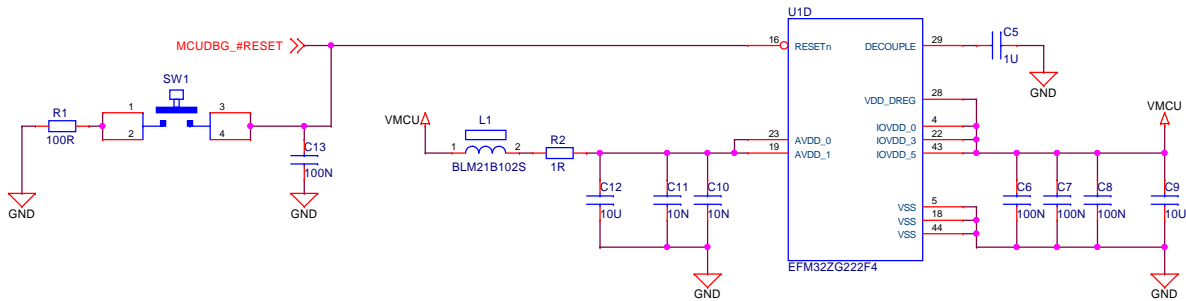 U1D
MCUDBG_#RESET
16
RESETn
DECOUPLE
29
C5
1U
GND
SW1
R1
100R
1
2
3
4
C13
100N
GND
GND
VMCU
L1
1
2
BLM21B102S
R2
1R
23
19
AVDD_0
AVDD_1
C12
10U
C11
10N
C10
10N
GND
VDD_DREG
28
IOVDD_0
4
IOVDD_3
22
IOVDD_5
43
VSS
5
VSS
18
VSS
44
EFM32ZG222F4
VMCU
C6
100N
C7
100N
C8
100N
C9
10U
GND